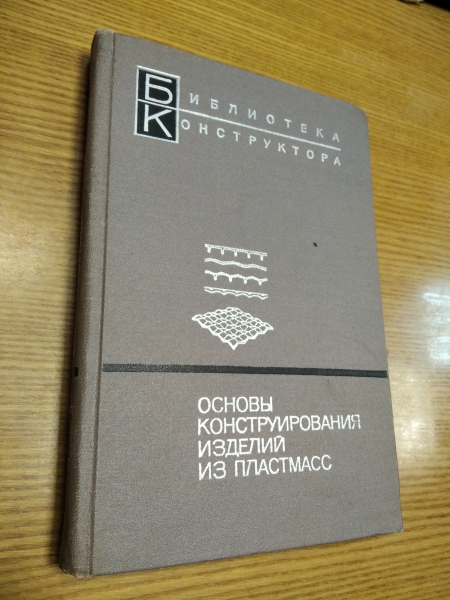 БИБЛИОТЕКА
КОНСТРУКТОРА
ОСНОВЫ
КОНСТРУИРОВАНИЯ
ИЗДЕЛИЙ
ИЗ ПЛАСТМАСС